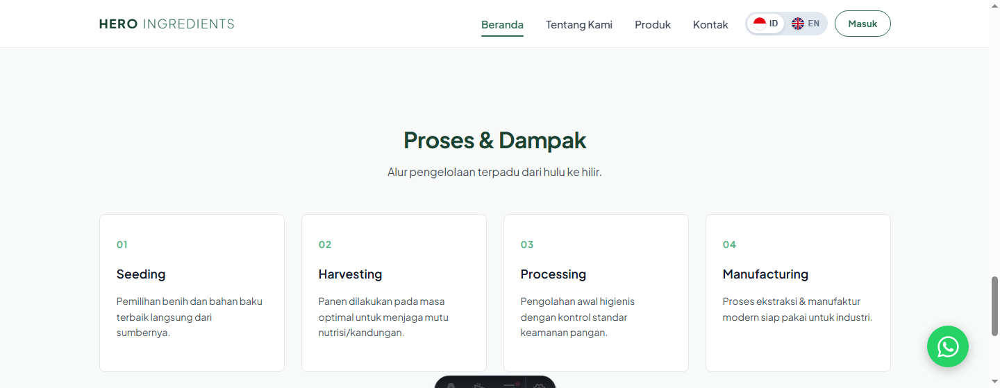 HERO INGREDIENTS
Beranda
Tentang Kami
Produk
Kontak
ID
EN
Masuk
Proses & Dampak
Alur pengelolaan terpadu dari hulu ke hilir.
01
Seeding
Pemilihan benih dan bahan baku
terbaik langsung dari
sumbernya.
02
Harvesting
Panen dilakukan pada masa
optimal untuk menjaga mutu
nutrisi/kandungan.
03
Processing
Pengolahan awal higienis
dengan kontrol standar
keamanan pangan.
04
Manufacturing
Proses ekstraksi & manufaktur
modern siap pakai untuk industri.